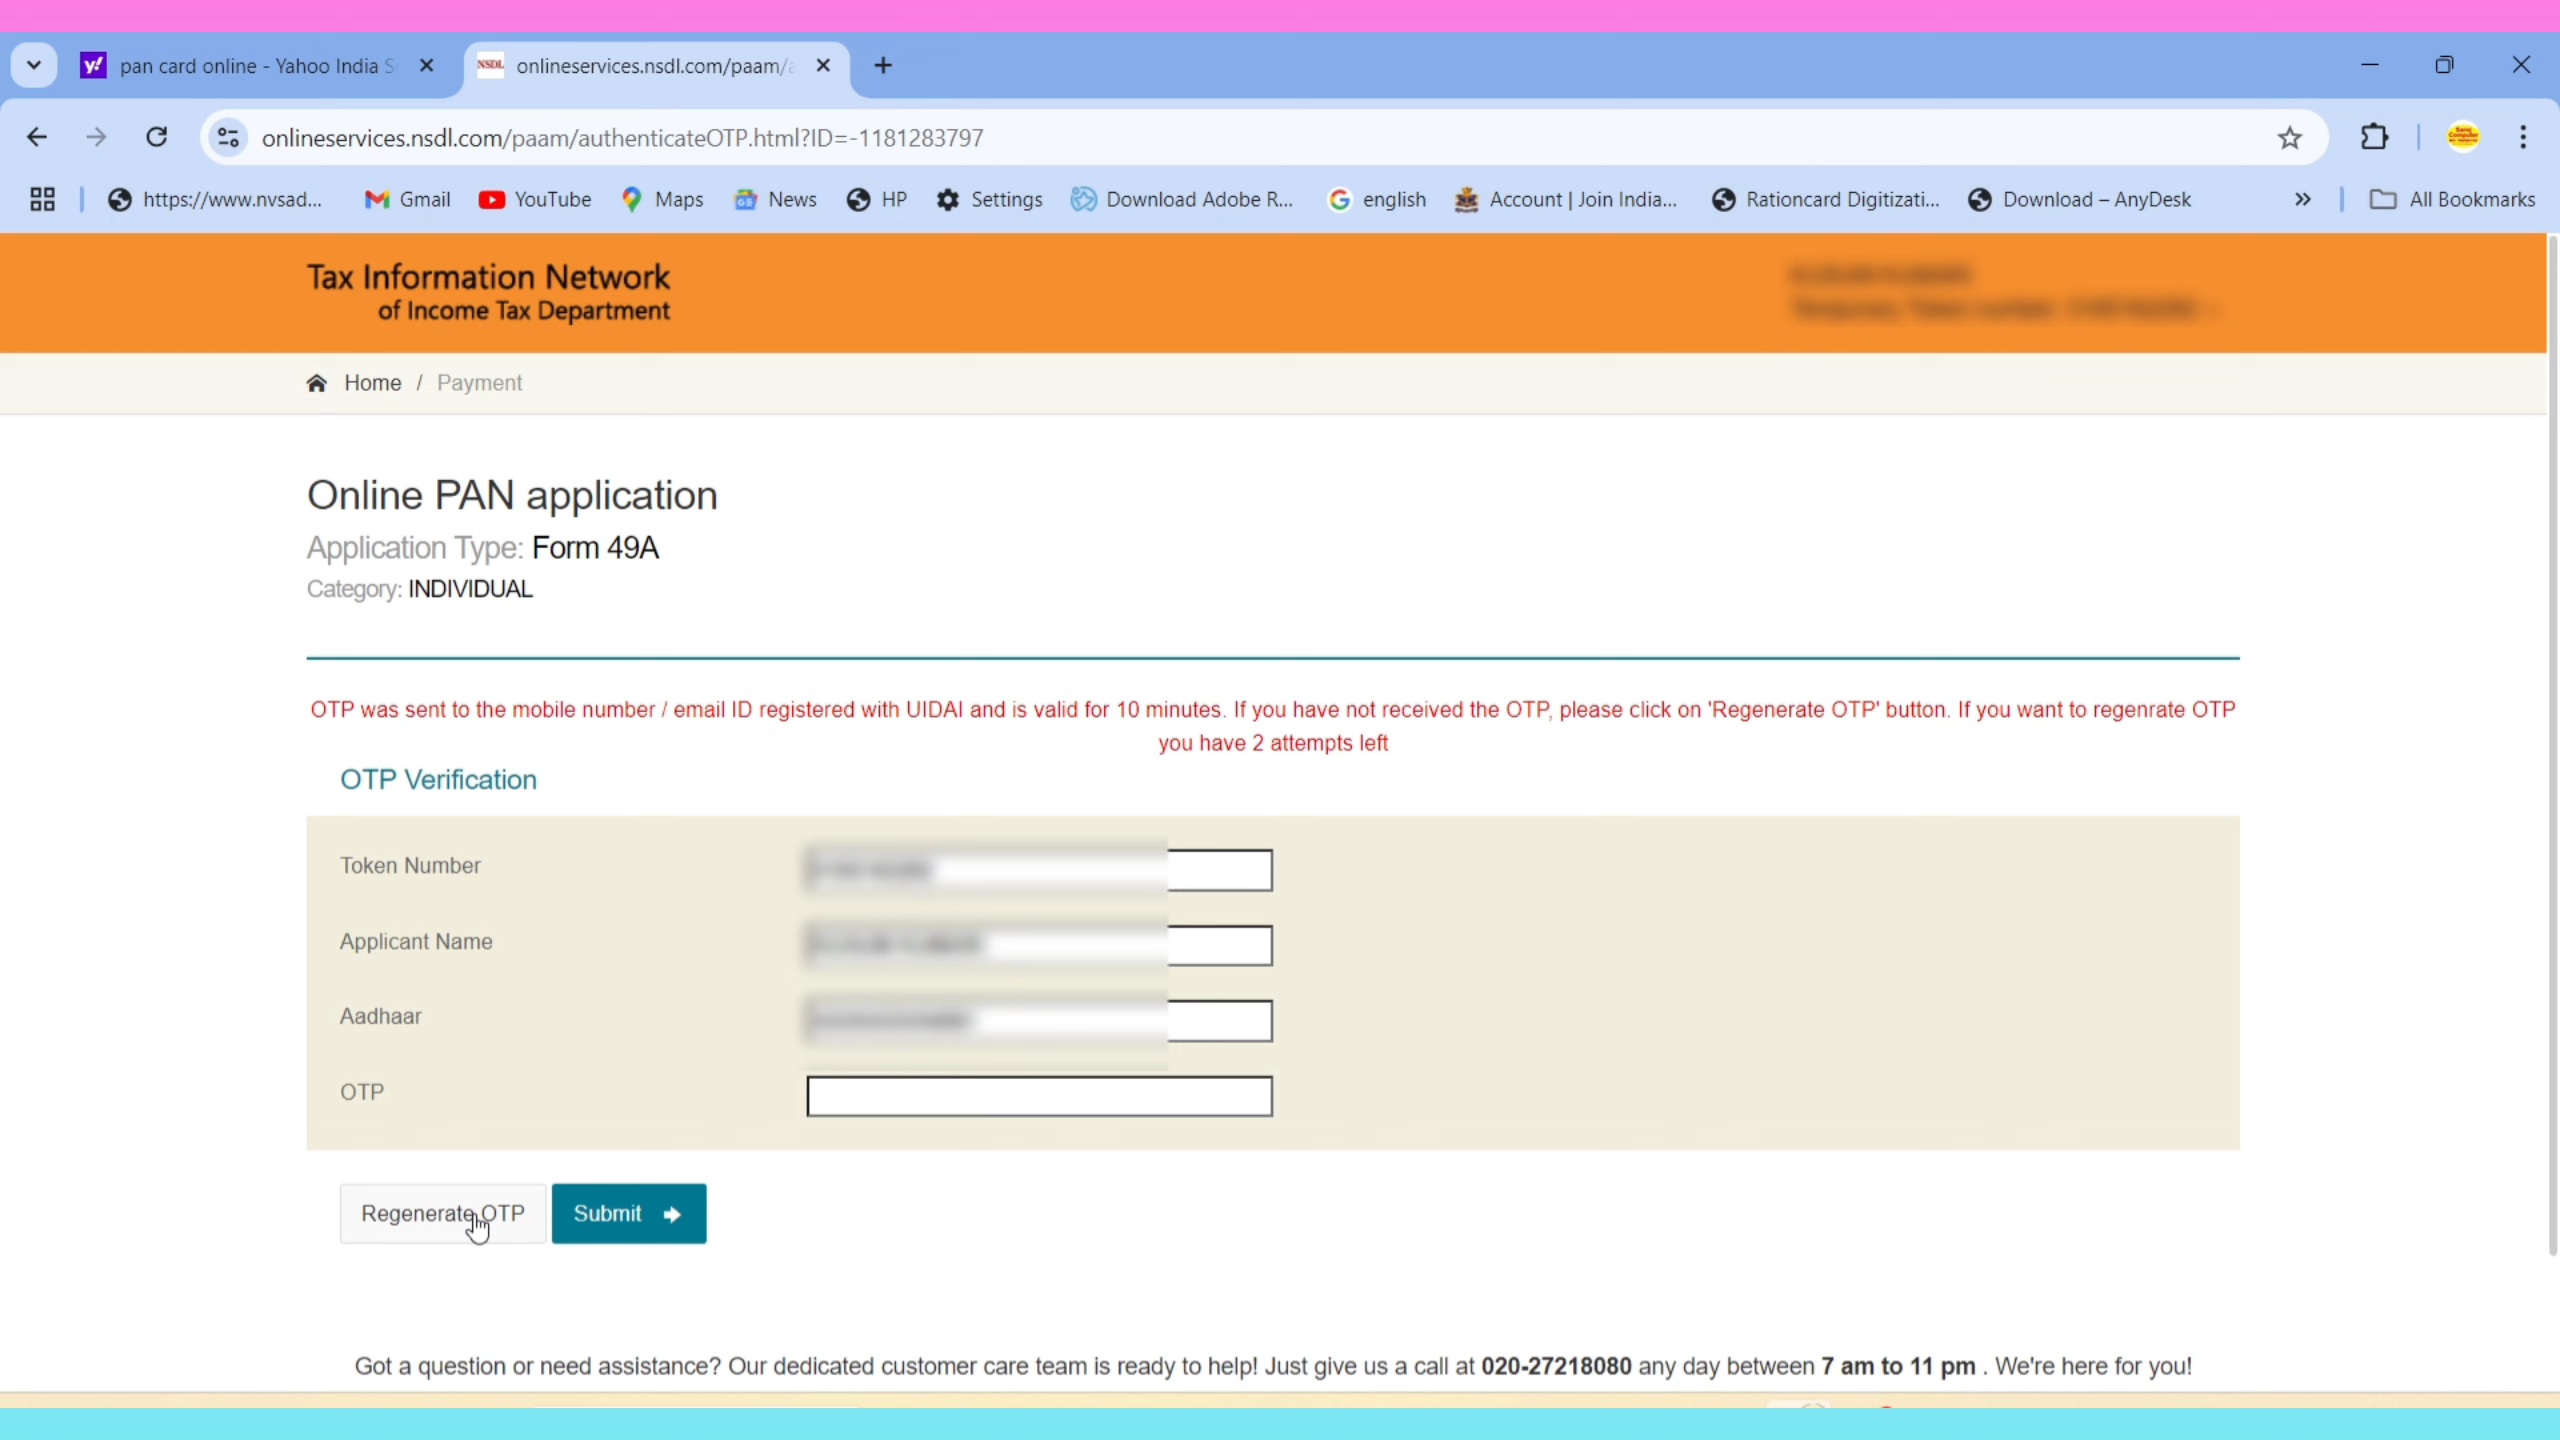 pan card online - Yahoo India S
NSDL onlineservices.nsdl.com/paam/a
onlineservices.nsdl.com/paam/authenticateOTP.html?ID=-1181283797
https://www.nvsad... Gmail YouTube Maps News HP Settings Download Adobe R... english Account | Join India... Rationcard Digitizati... Download – AnyDesk » All Bookmarks
Tax Information Network
of Income Tax Department
Home / Payment
Online PAN application
Application Type: Form 49A
Category: INDIVIDUAL
OTP was sent to the mobile number / email ID registered with UIDAI and is valid for 10 minutes. If you have not received the OTP, please click on 'Regenerate OTP' button. If you want to regenrate OTP
you have 2 attempts left
OTP Verification
Token Number
Applicant Name
Aadhaar
OTP
Regenerate OTP Submit
Got a question or need assistance? Our dedicated customer care team is ready to help! Just give us a call at 020-27218080 any day between 7 am to 11 pm . We're here for you!